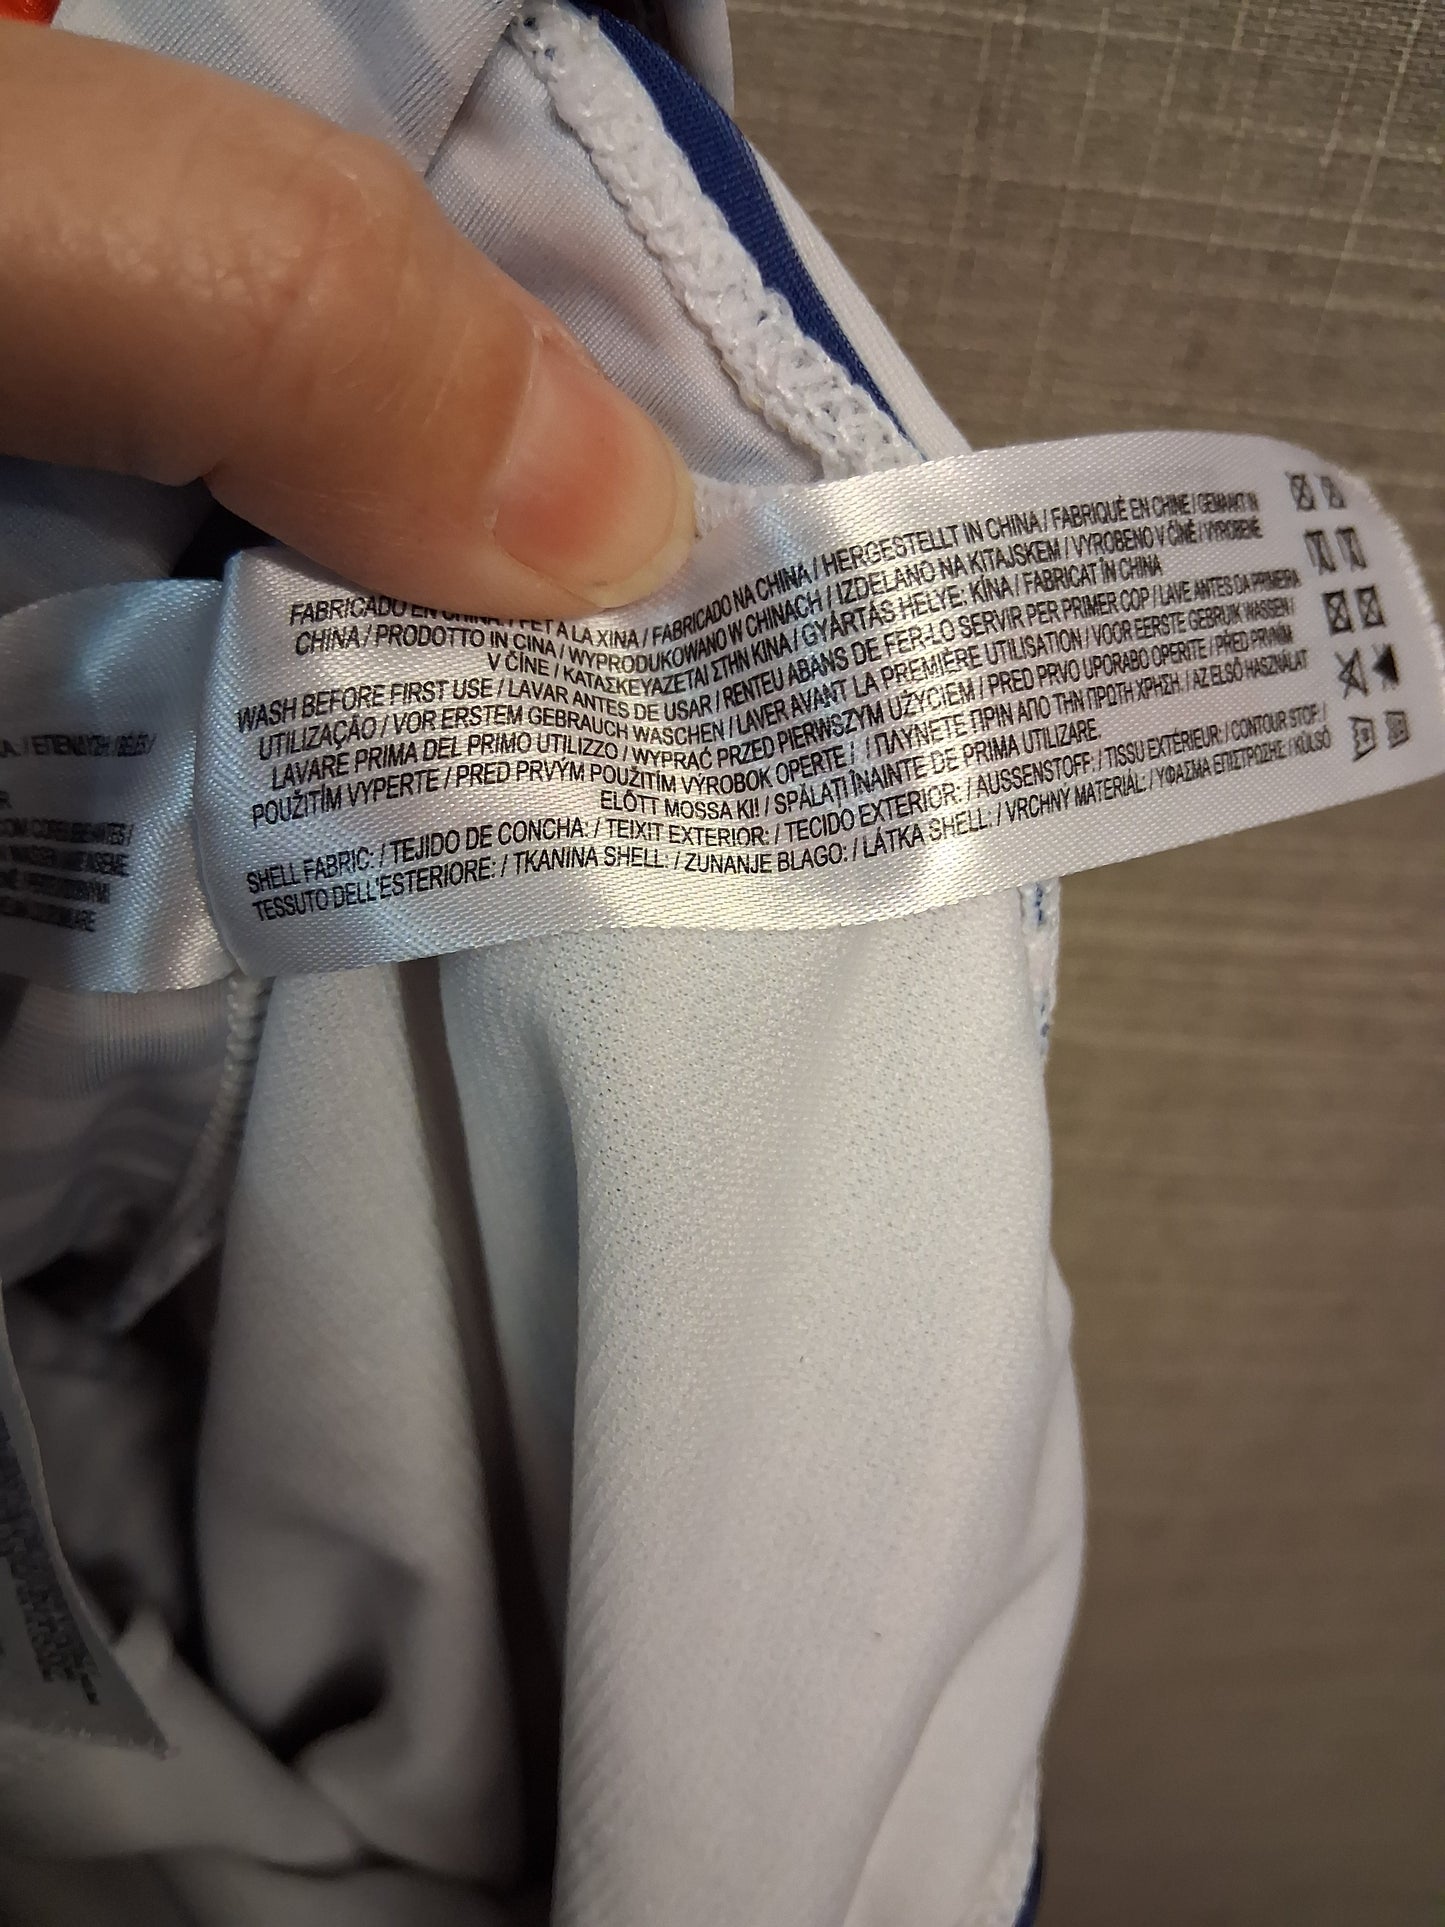 FABRICADO EN CHINA / FET A LA XINA / FABRICADO NA CHINA / HERGESTELLT IN CHINA / FABRIQUÉ EN CHINE / GEMAAKT IN
CHINA / PRODOTTO IN CINA / WYPRODUKOWANO W CHINACH / IZDELANO NA KITAJSKEM / VYROBENO V ČÍNĚ / VYROBENÉ
V ČÍNE / ΚΑΤΑΣΚΕΥΑΖΕΤΑΙ ΣΤΗΝ ΚΙΝΑ / GYÁRTÁS HELYE: KÍNA / FABRICAT ÎN CHINA
WASH BEFORE FIRST USE / LAVAR ANTES DE USAR / RENTEU ABANS DE FER-LO SERVIR PER PRIMER COP / LAVE ANTES DA PRIMEIRA
UTILIZAÇÃO / VOR ERSTEM GEBRAUCH WASCHEN / LAVER AVANT LA PREMIÈRE UTILISATION / VOOR EERSTE GEBRUIK WASSEN /
LAVARE PRIMA DEL PRIMO UTILIZZO / WYPRAĆ PRZED PIERWSZYM UŻYCIEM / PRED PRVO UPORABO OPERITE / PŘED PRVNÍM
POUŽITÍM VYPERTE / PRED PRVÝM POUŽITÍM VÝROBOK OPERTE / ΠΛΥΝΕΤΕ ΠΡΙΝ ΑΠΟ ΤΗΝ ΠΡΩΤΗ ΧΡΗΣΗ. / AZ ELSŐ HASZNÁLAT
ELŐTT MOSSA KI! / SPĂLAȚI ÎNAINTE DE PRIMA UTILIZARE
SHELL FABRIC: / TEJIDO DE CONCHA: / TEIXIT EXTERIOR: / TECIDO EXTERIOR: / AUSSENSTOFF: / TISSU EXTÉRIEUR: / CONTOUR STOF: /
TESSUTO DELL'ESTERIORE: / TKANINA SHELL: / ZUNANJE BLAGO: / LÁTKA SHELL: / VRCHNÝ MATERIÁL: / ΥΦΑΣΜΑ ΕΠΙΣΤΡΩΣΗΣ: / KÜLSŐ